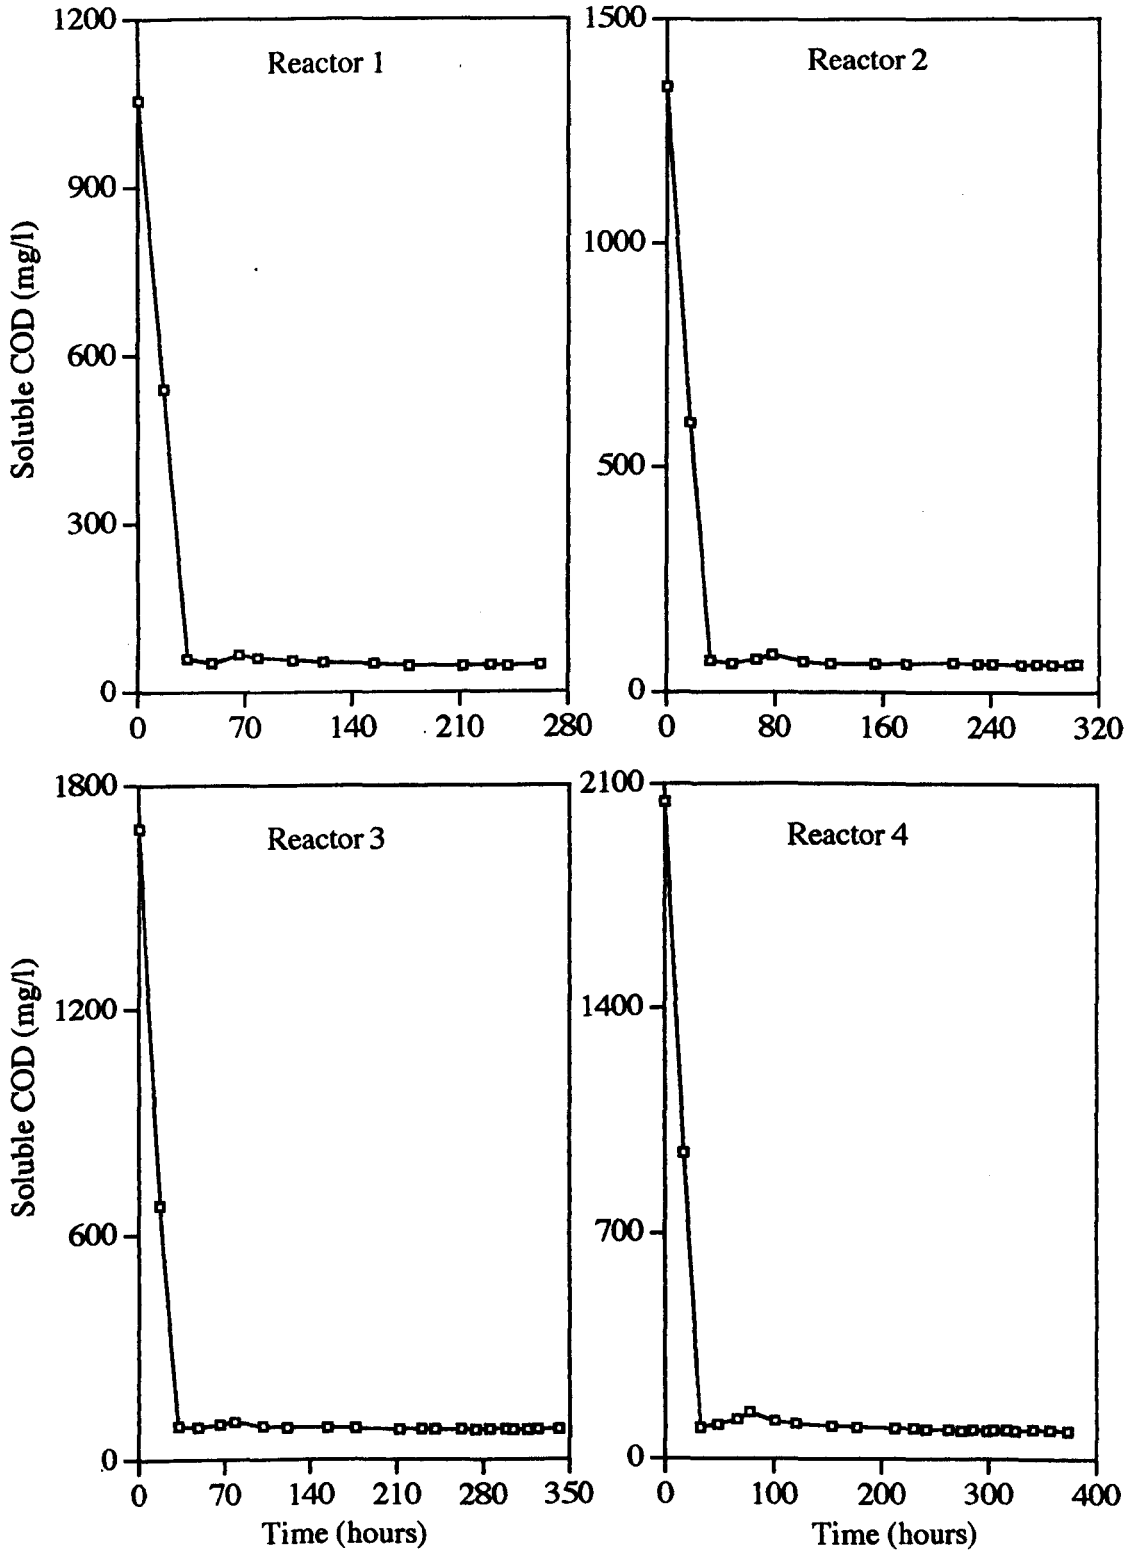 Reactor 1
1200
900
600
300
0
0 70 140 210 280
Soluble COD (mg/l)
Reactor 2
1500
1000
500
0
0 80 160 240 320
Reactor 3
1800
1200
600
0
0 70 140 210 280 350
Soluble COD (mg/l)
Time (hours)
Reactor 4
2100
1400
700
0
0 100 200 300 400
Time (hours)